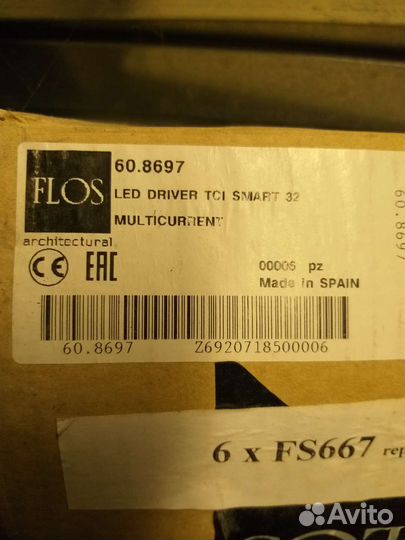 60.8697
LED DRIVER TCI SMART 32
MULTICURRENT
FLOS
architectural
CE EAC
00006 pz
Made in SPAIN
60.8697
60.8697 Z6920718500006
6 x FS667 rep
Avito